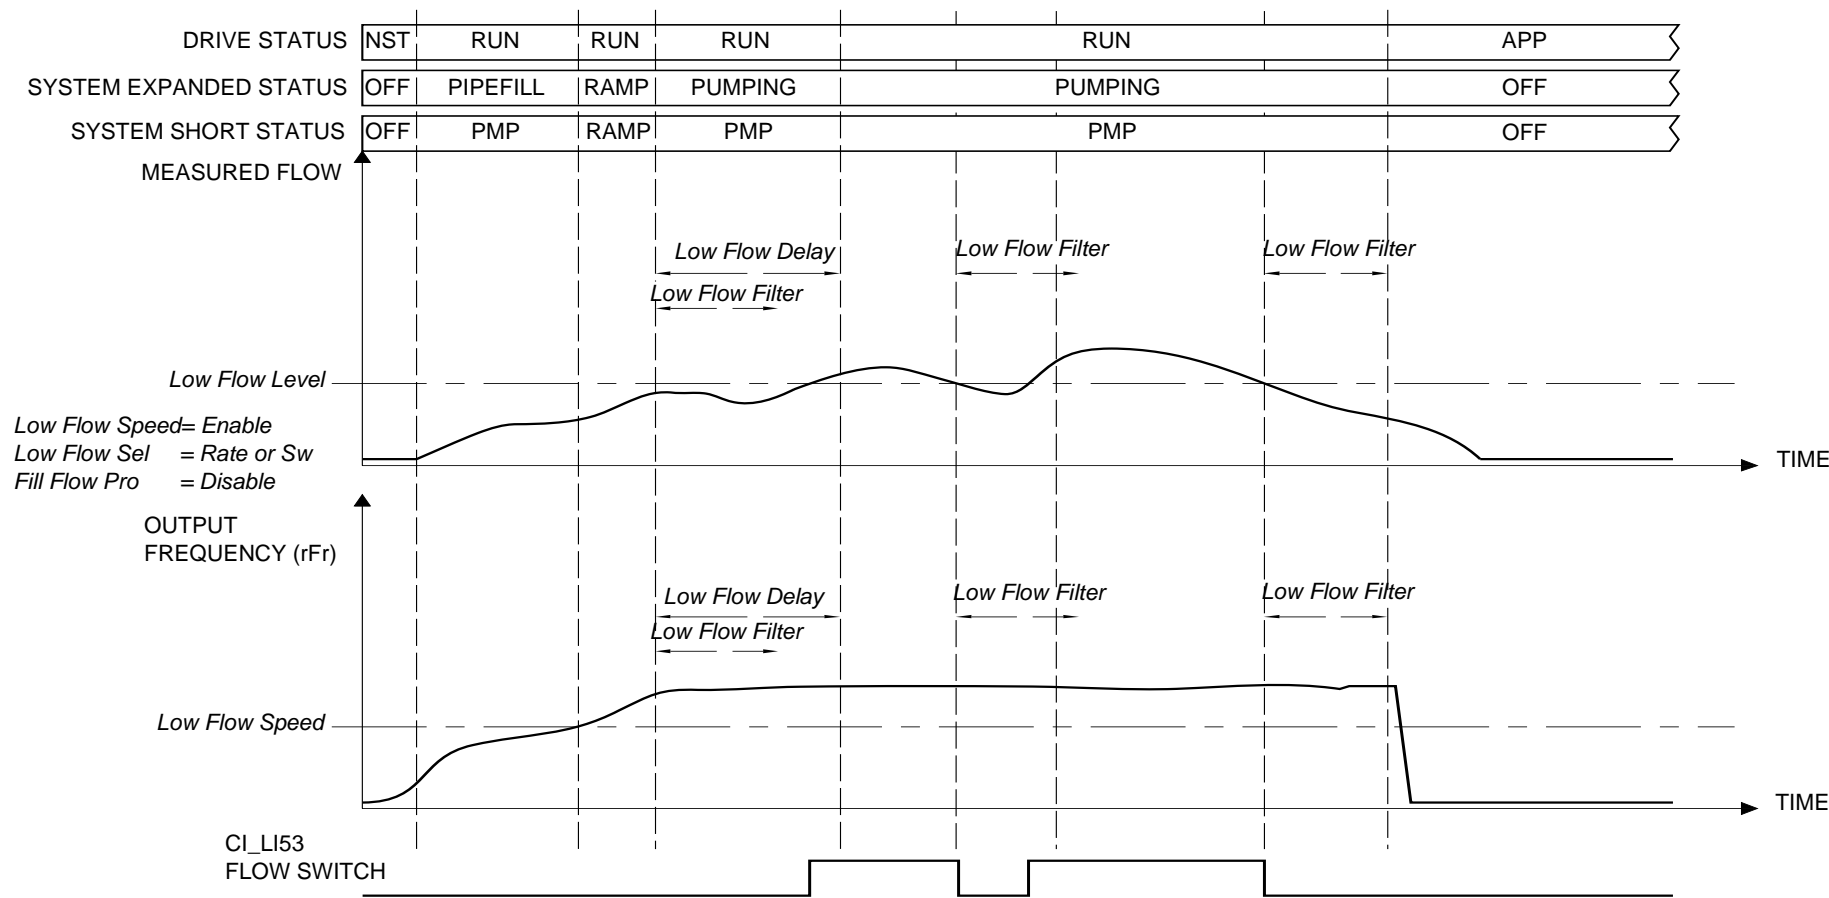 DRIVE STATUS NST RUN RUN RUN RUN APP
SYSTEM EXPANDED STATUS OFF PIPEFILL RAMP PUMPING PUMPING OFF
SYSTEM SHORT STATUS OFF PMP RAMP PMP PMP OFF
MEASURED FLOW
Low Flow Delay Low Flow Filter Low Flow Filter
Low Flow Filter
Low Flow Level
Low Flow Speed= Enable
Low Flow Sel = Rate or Sw
Fill Flow Pro = Disable
TIME
OUTPUT
FREQUENCY (rFr)
Low Flow Delay Low Flow Filter Low Flow Filter
Low Flow Filter
Low Flow Speed
TIME
CI_LI53
FLOW SWITCH